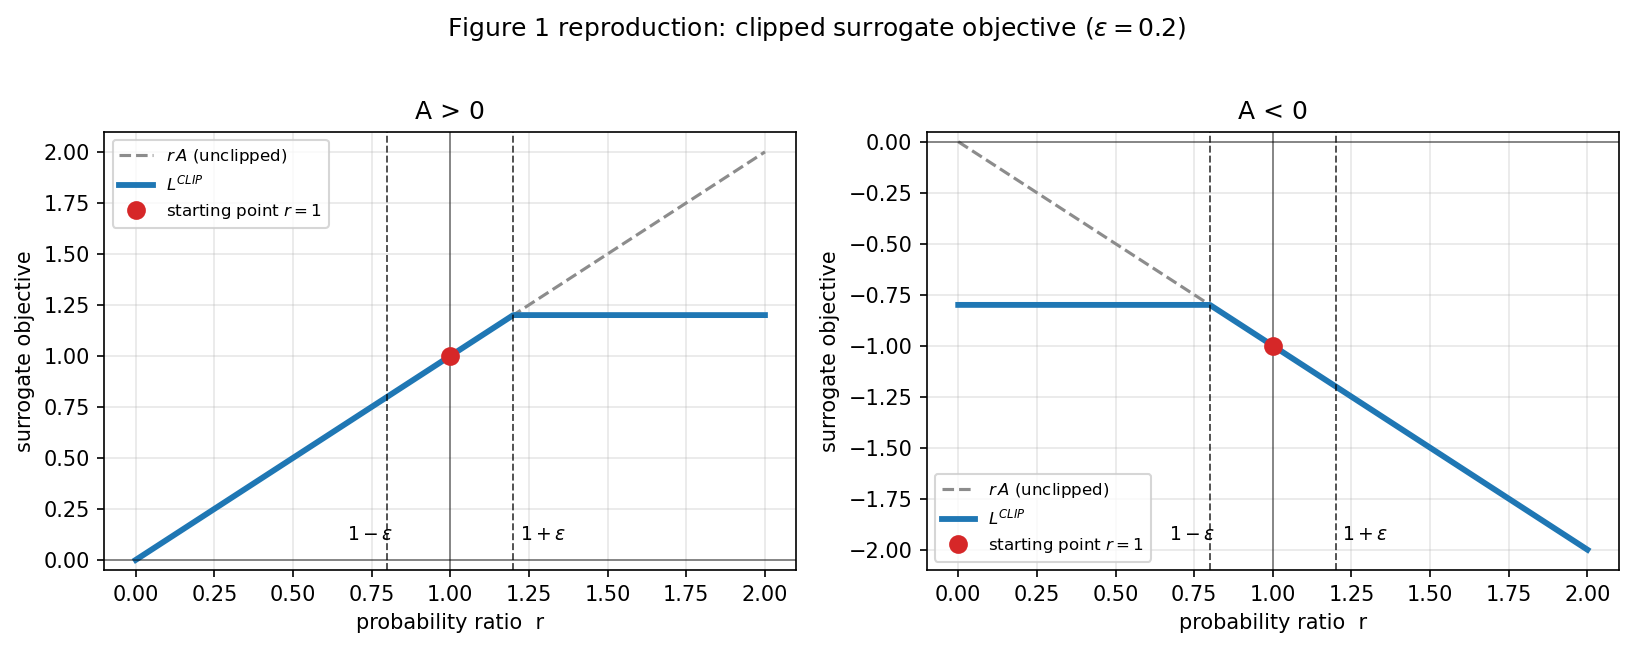 Figure 1 reproduction: clipped surrogate objective (ε = 0.2)
A > 0
2.00
1.75
1.50
1.25
1.00
0.75
0.50
0.25
0.00
surrogate objective
r A (unclipped)
L^CLIP
starting point r = 1
1 − ε
1 + ε
0.00 0.25 0.50 0.75 1.00 1.25 1.50 1.75 2.00
probability ratio r
A < 0
0.00
−0.25
−0.50
−0.75
−1.00
−1.25
−1.50
−1.75
−2.00
surrogate objective
r A (unclipped)
L^CLIP
starting point r = 1
1 − ε
1 + ε
0.00 0.25 0.50 0.75 1.00 1.25 1.50 1.75 2.00
probability ratio r